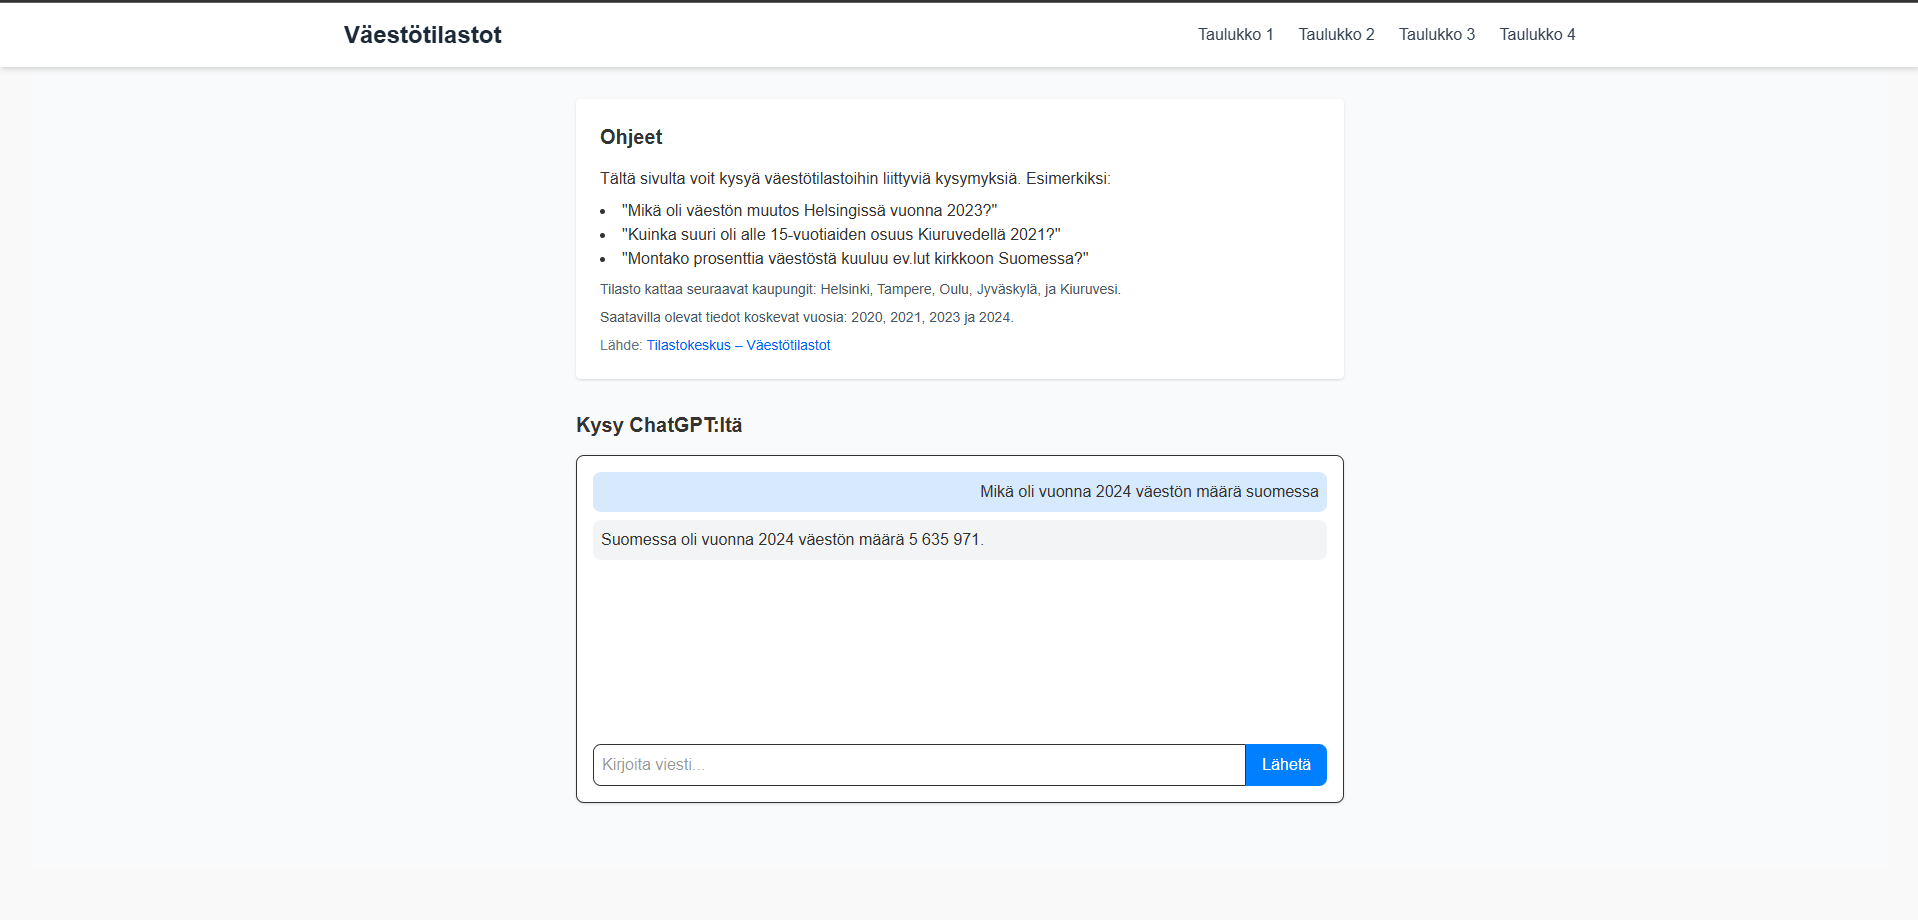 Väestötilastot
Taulukko 1 Taulukko 2 Taulukko 3 Taulukko 4
Ohjeet
Tältä sivulta voit kysyä väestötilastoihin liittyviä kysymyksiä. Esimerkiksi:
• "Mikä oli väestön muutos Helsingissä vuonna 2023?"
• "Kuinka suuri oli alle 15-vuotiaiden osuus Kiuruvedellä 2021?"
• "Montako prosenttia väestöstä kuuluu ev.lut kirkkoon Suomessa?"
Tilasto kattaa seuraavat kaupungit: Helsinki, Tampere, Oulu, Jyväskylä, ja Kiuruvesi.
Saatavilla olevat tiedot koskevat vuosia: 2020, 2021, 2023 ja 2024.
Lähde: Tilastokeskus – Väestötilastot
Kysy ChatGPT:ltä
Mikä oli vuonna 2024 väestön määrä suomessa
Suomessa oli vuonna 2024 väestön määrä 5 635 971.
Kirjoita viesti... Lähetä